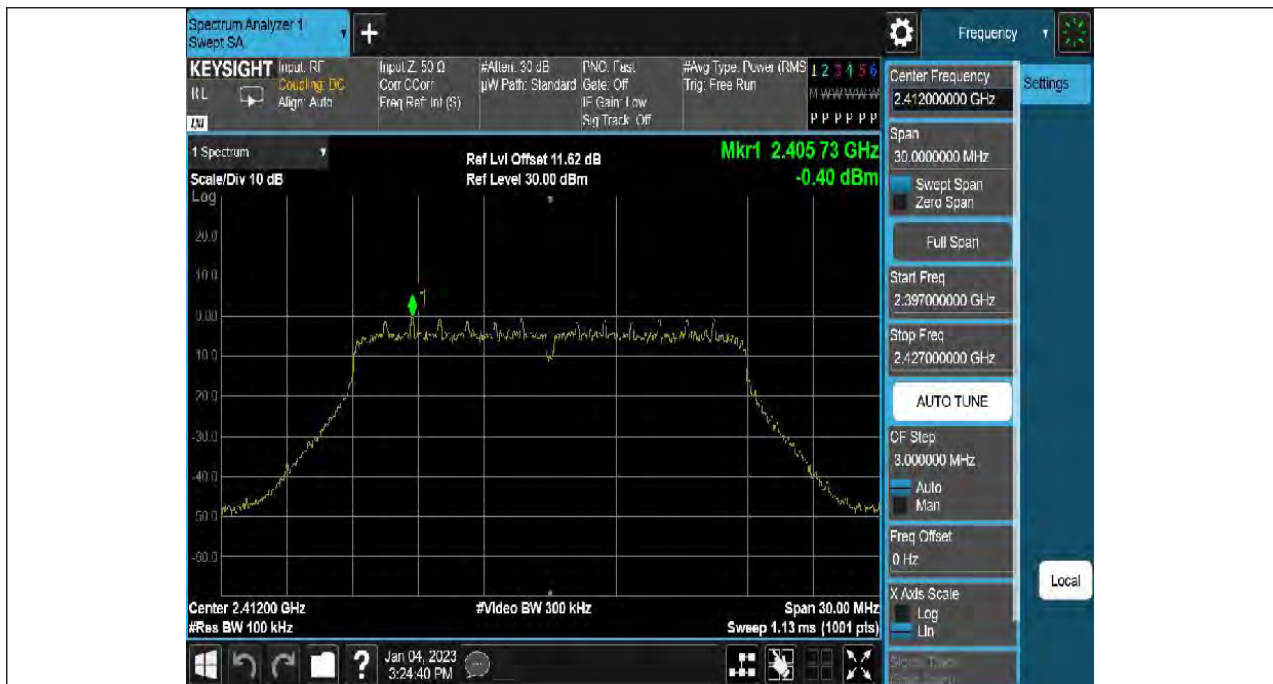 Spectrum Analyzer 1
Swept SA
+
Frequency
KEYSIGHT
RL
LXI
Input: RF
Coupling: DC
Align: Auto
Input Z: 50 Ω
Corr CCorr
Freq Ref: Int (S)
#Atten: 30 dB
µW Path: Standard
PNO: Fast
Gate: Off
IF Gain: Low
Sig Track: Off
#Avg Type: Power (RMS
Trig: Free Run
1 2 3 4 5 6
M W W W W W
P P P P P P
1 Spectrum
Scale/Div 10 dB
Log
Ref Lvl Offset 11.62 dB
Ref Level 30.00 dBm
Mkr1 2.405 73 GHz
-0.40 dBm
20.0
10.0
0.00
-10.0
-20.0
-30.0
-40.0
-50.0
-60.0
1
Center 2.41200 GHz
#Res BW 100 kHz
#Video BW 300 kHz
Span 30.00 MHz
Sweep 1.13 ms (1001 pts)
Center Frequency
2.412000000 GHz
Settings
Span
30.0000000 MHz
Swept Span
Zero Span
Full Span
Start Freq
2.397000000 GHz
Stop Freq
2.427000000 GHz
AUTO TUNE
CF Step
3.000000 MHz
Auto
Man
Freq Offset
0 Hz
X Axis Scale
Log
Lin
Local
?
Jan 04, 2023
3:24:40 PM